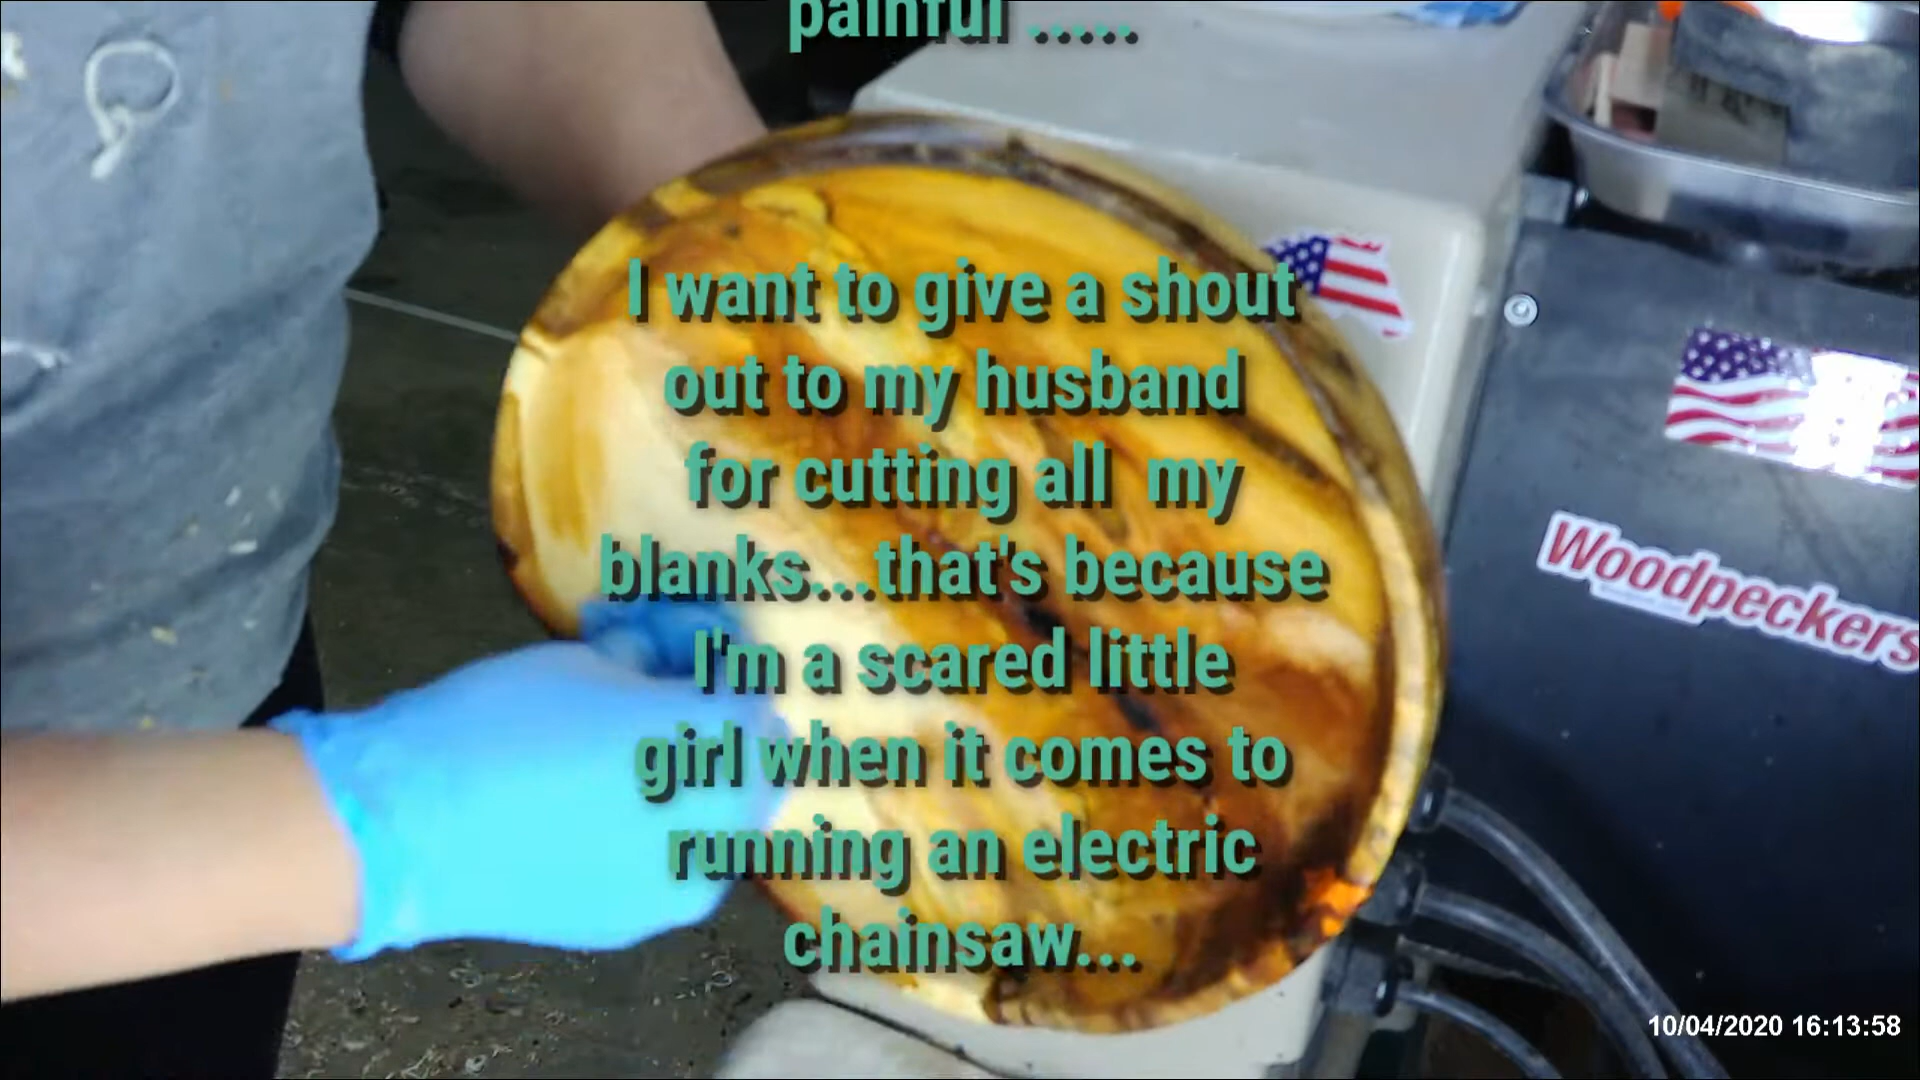 painful .....
I want to give a shout
out to my husband
for cutting all  my
blanks...that's because
I'm a scared little
girl when it comes to
running an electric
chainsaw...
Woodpeckers
10/04/2020 16:13:58